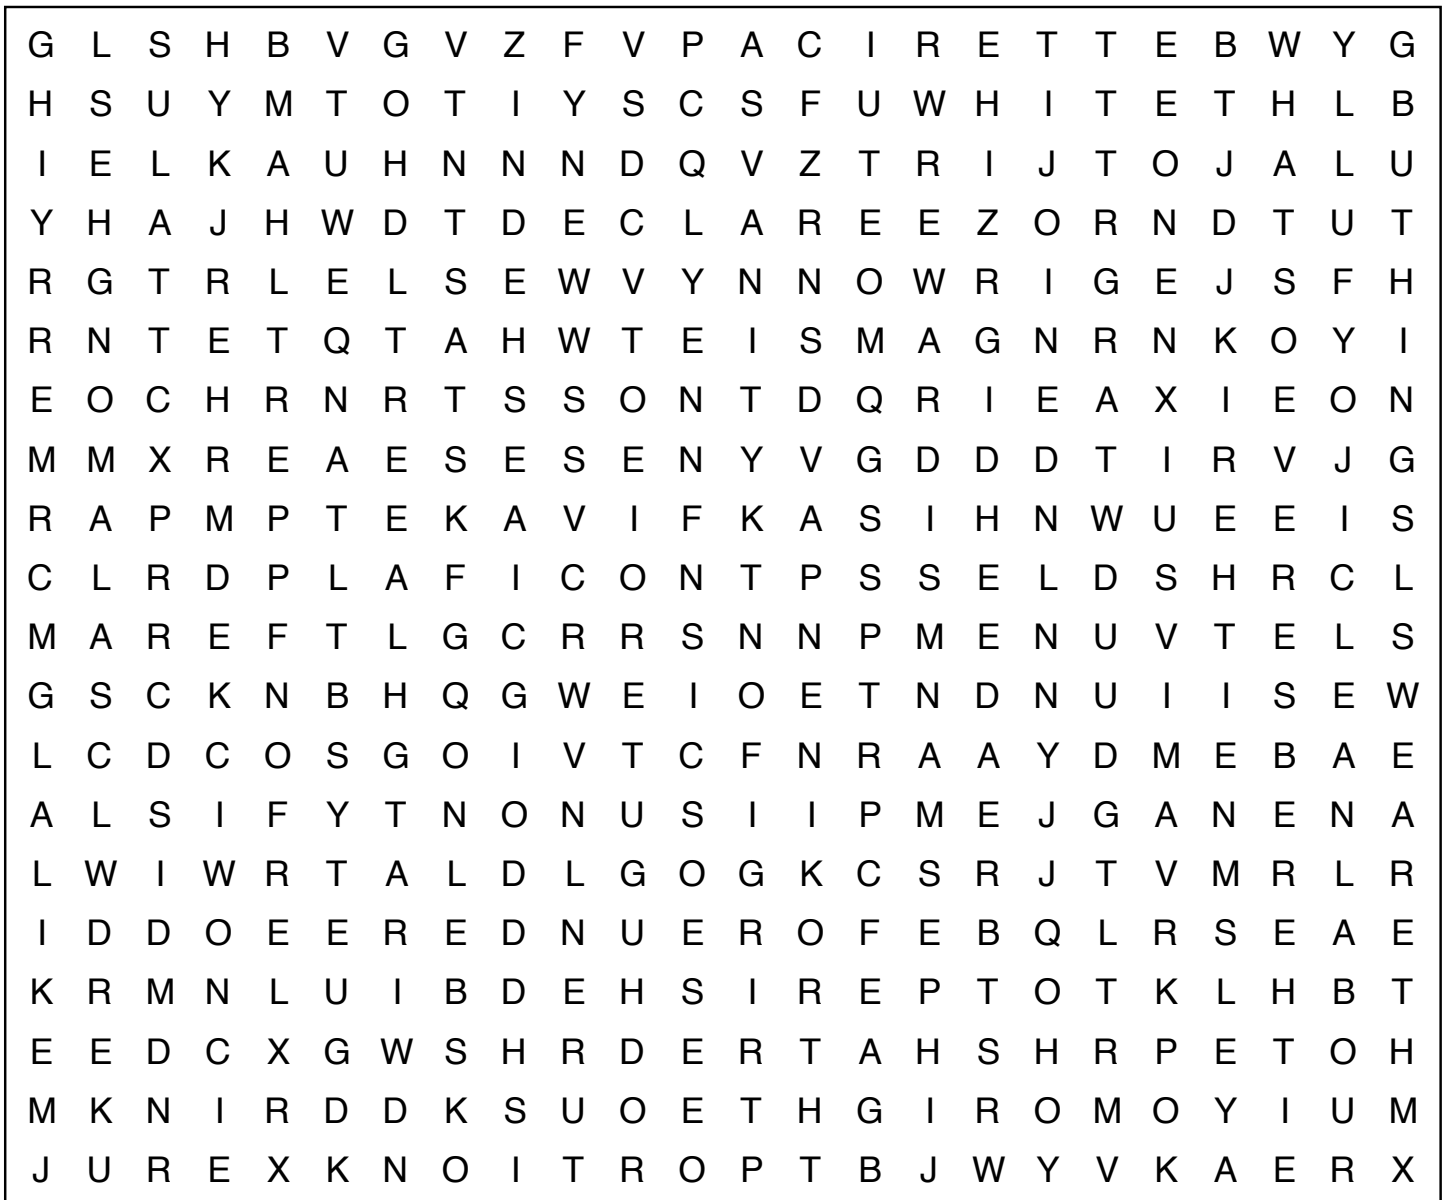 G L S H B V G V Z F V P A C I R E T T E B W Y G
H S U Y M T O T I Y S C S F U W H I T E T H L B
I E L K A U H N N N D Q V Z T R I J T O J A L U
Y H A J H W D T D E C L A R E E Z O R N D T U T
R G T R L E L S E W V Y N N O W R I G E J S F H
R N T E T Q T A H W T E I S M A G N R N K O Y I
E O C H R N R T S S O N T D Q R I E A X I E O N
M M X R E A E S E S E N Y V G D D D T I R V J G
R A P M P T E K A V I F K A S I H N W U E E I S
C L R D P L A F I C O N T P S S E L D S H R C L
M A R E F T L G C R R S N N P M E N U V T E L S
G S C K N B H Q G W E I O E T N D N U I I S E W
L C D C O S G O I V T C F N R A A Y D M E B A E
A L S I F Y T N O N U S I I P M E J G A N E N A
L W I W R T A L D L G O G K C S R J T V M R L R
I D D O E E R E D N U E R O F E B Q L R S E A E
K R M N L U I B D E H S I R E P T O T K L H B T
E E D C X G W S H R D E R T A H S H R P E T O H
M K N I R D D K S U O E T H G I R O M O Y I U M
J U R E X K N O I T R O P T B J W Y V K A E R X